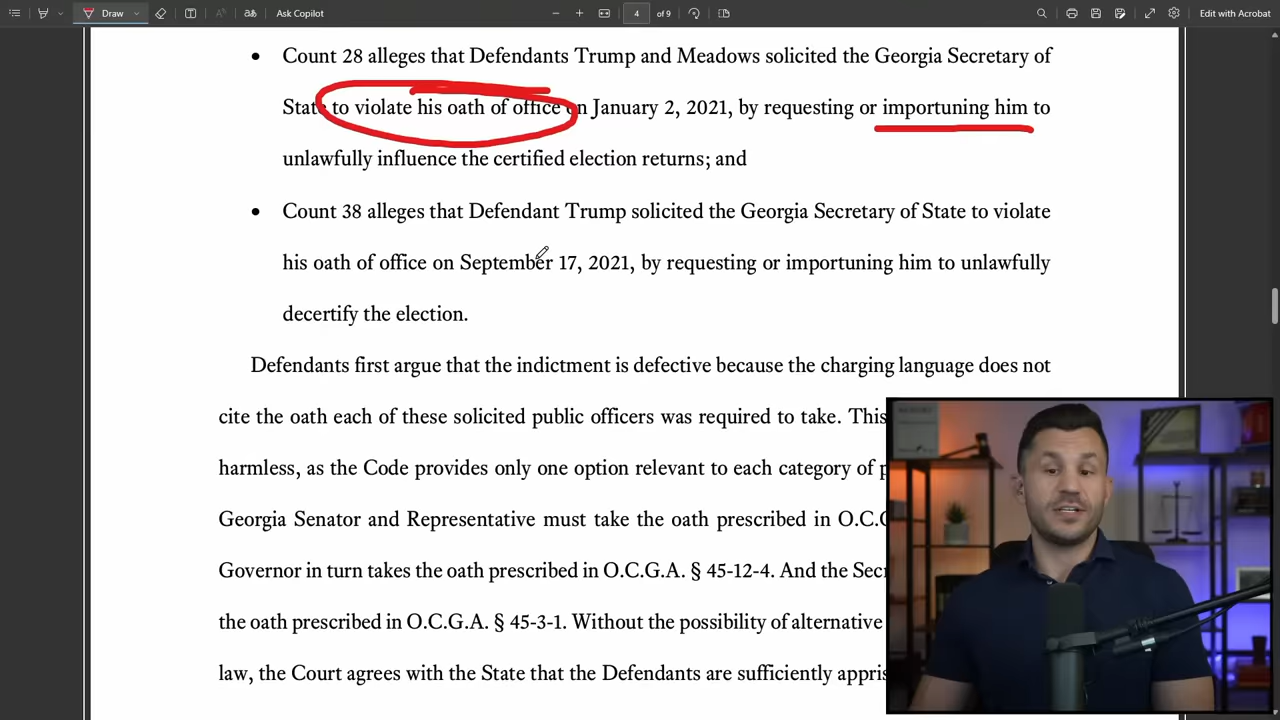 Draw
Ask Copilot
4 of 9
Edit with Acrobat
• Count 28 alleges that Defendants Trump and Meadows solicited the Georgia Secretary of
State to violate his oath of office on January 2, 2021, by requesting or importuning him to
unlawfully influence the certified election returns; and
• Count 38 alleges that Defendant Trump solicited the Georgia Secretary of State to violate
his oath of office on September 17, 2021, by requesting or importuning him to unlawfully
decertify the election.
Defendants first argue that the indictment is defective because the charging language does not
cite the oath each of these solicited public officers was required to take. This
harmless, as the Code provides only one option relevant to each category of
Georgia Senator and Representative must take the oath prescribed in
Governor in turn takes the oath prescribed in O.C.G.A. § 45-12-4. And the
the oath prescribed in O.C.G.A. § 45-3-1. Without the possibility of alternative
law, the Court agrees with the State that the Defendants are sufficiently